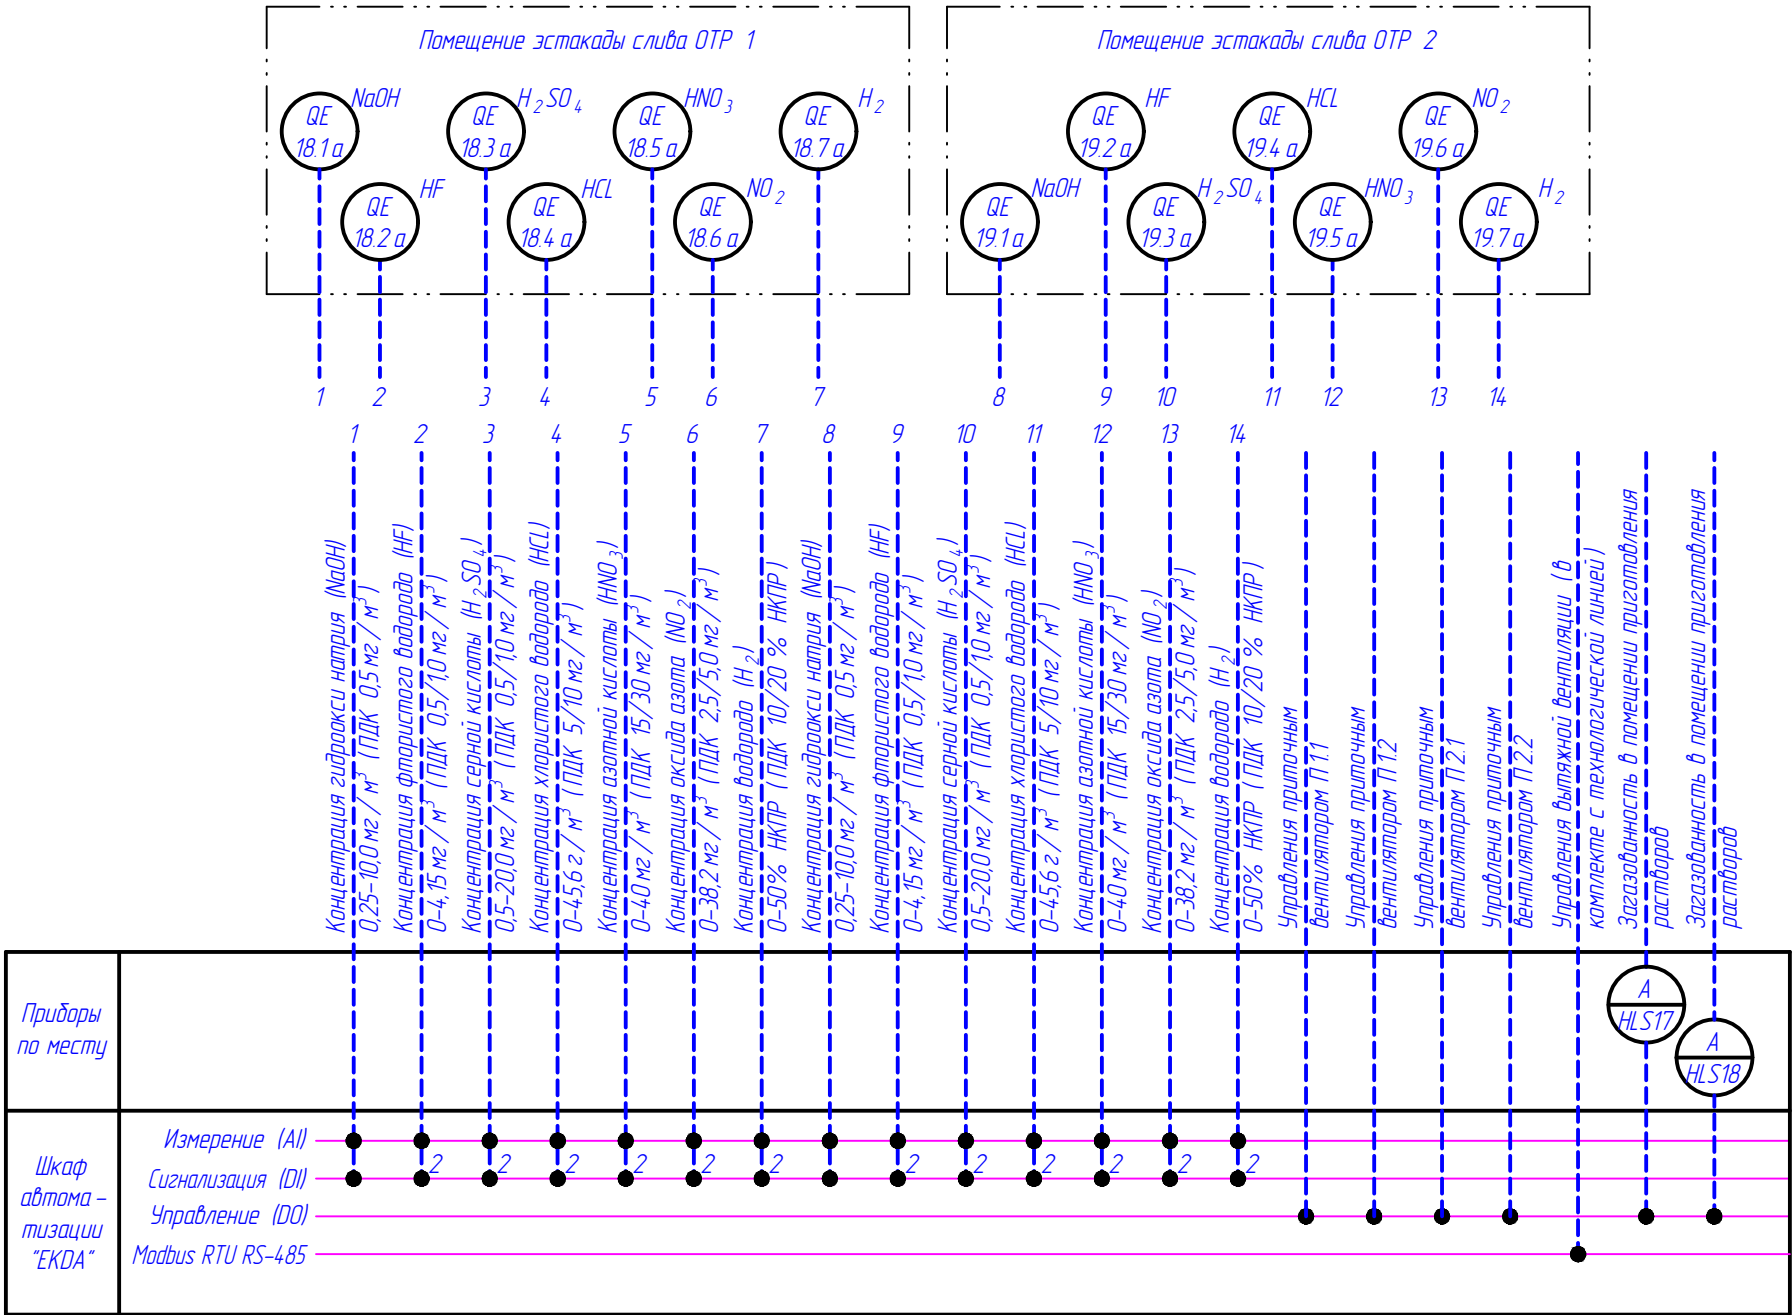 Помещение эстакады слива ОТР 1
NaOH
QE
18.1 а
HF
QE
18.2 а
H2SO4
QE
18.3 а
HCL
QE
18.4 а
HNO3
QE
18.5 а
NO2
QE
18.6 а
H2
QE
18.7 а
Помещение эстакады слива ОТР 2
NaOH
QE
19.1 а
HF
QE
19.2 а
H2SO4
QE
19.3 а
HCL
QE
19.4 а
HNO3
QE
19.5 а
NO2
QE
19.6 а
H2
QE
19.7 а
1 2 3 4 5 6 7 8 9 10 11 12 13 14
1 2 3 4 5 6 7 8 9 10 11 12 13 14
Концентрация гидроокси натрия (NaOH)
0,25-10,0 мг/м³ (ПДК 0,5 мг/м³)
Концентрация фтористого водорода (HF)
0-4,15 мг/м³ (ПДК 0,5/1,0 мг/м³)
Концентрация серной кислоты (H2SO4)
0,5-20,0 мг/м³ (ПДК 0,5/1,0 мг/м³)
Концентрация хлористого водородо (HCL)
0-45,6 г/м³ (ПДК 5/10 мг/м³)
Концентрация азотной кислоты (HNO3)
0-40 мг/м³ (ПДК 15/30 мг/м³)
Концентрация оксида азота (NO2)
0-38,2 мг/м³ (ПДК 2,5/5,0 мг/м³)
Концентрация водородо (H2)
0-50% НКПР (ПДК 10/20 % НКПР)
Концентрация гидроокси натрия (NaOH)
0,25-10,0 мг/м³ (ПДК 0,5 мг/м³)
Концентрация фтористого водорода (HF)
0-4,15 мг/м³ (ПДК 0,5/1,0 мг/м³)
Концентрация серной кислоты (H2SO4)
0,5-20,0 мг/м³ (ПДК 0,5/1,0 мг/м³)
Концентрация хлористого водородо (HCL)
0-45,6 г/м³ (ПДК 5/10 мг/м³)
Концентрация азотной кислоты (HNO3)
0-40 мг/м³ (ПДК 15/30 мг/м³)
Концентрация оксида азота (NO2)
0-38,2 мг/м³ (ПДК 2,5/5,0 мг/м³)
Концентрация водородо (H2)
0-50% НКПР (ПДК 10/20 % НКПР)
Управления приточным
вентилятором П1.1
Управления приточным
вентилятором П1.2
Управления приточным
вентилятором П2.1
Управления приточным
вентилятором П2.2
Управления вытяжной вентиляции (в
комплекте с технологической линией)
Загазованность в помещении приготовления
растворов
Загазованность в помещении приготовления
растворов
Приборы
по месту
A
HLS17
A
HLS18
Шкаф
автома-
тизации
"EKDA"
Измерение (AI)
2 2 2 2 2 2 2 2 2 2 2 2
Сигнализация (DI)
Управление (DO)
Modbus RTU RS-485